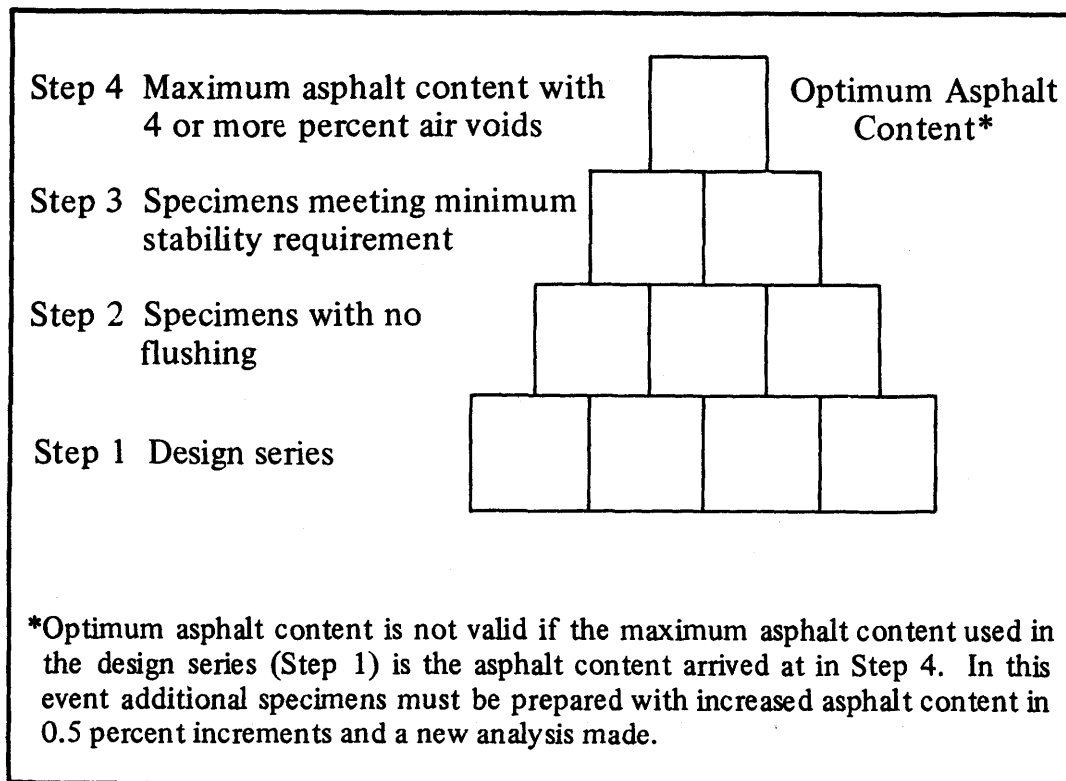 Step 4 Maximum asphalt content with
4 or more percent air voids
Optimum Asphalt
Content*
Step 3 Specimens meeting minimum
stability requirement
Step 2 Specimens with no
flushing
Step 1 Design series
*Optimum asphalt content is not valid if the maximum asphalt content used in
the design series (Step 1) is the asphalt content arrived at in Step 4. In this
event additional specimens must be prepared with increased asphalt content in
0.5 percent increments and a new analysis made.